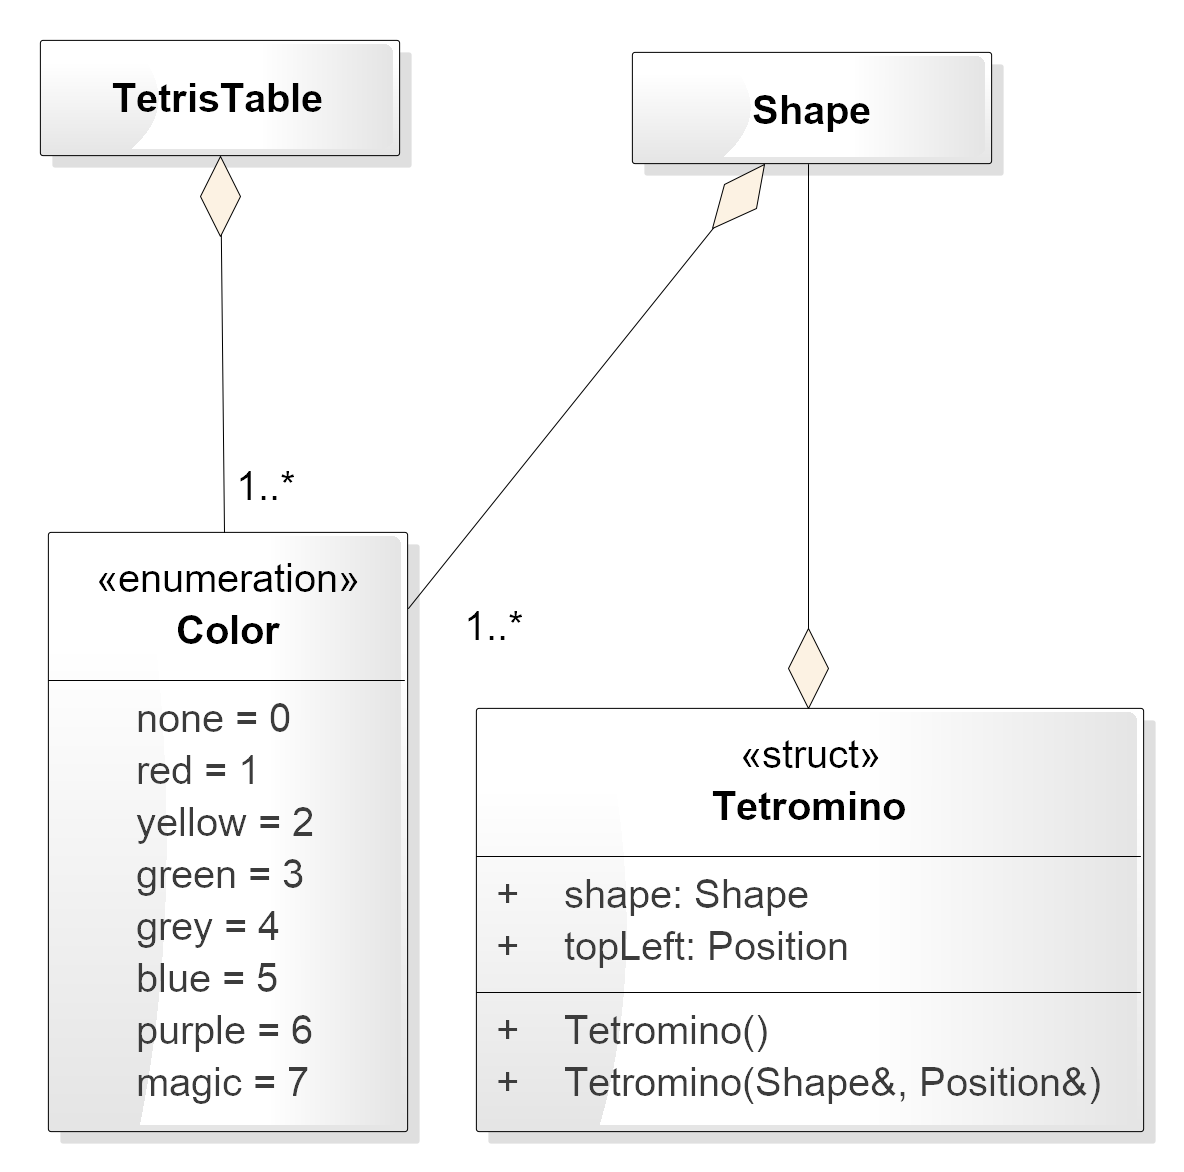 TetrisTable
Shape
1..*
1..*
«enumeration»
Color
none = 0
red = 1
yellow = 2
green = 3
grey = 4
blue = 5
purple = 6
magic = 7
«struct»
Tetromino
+ shape: Shape
+ topLeft: Position
+ Tetromino()
+ Tetromino(Shape&, Position&)